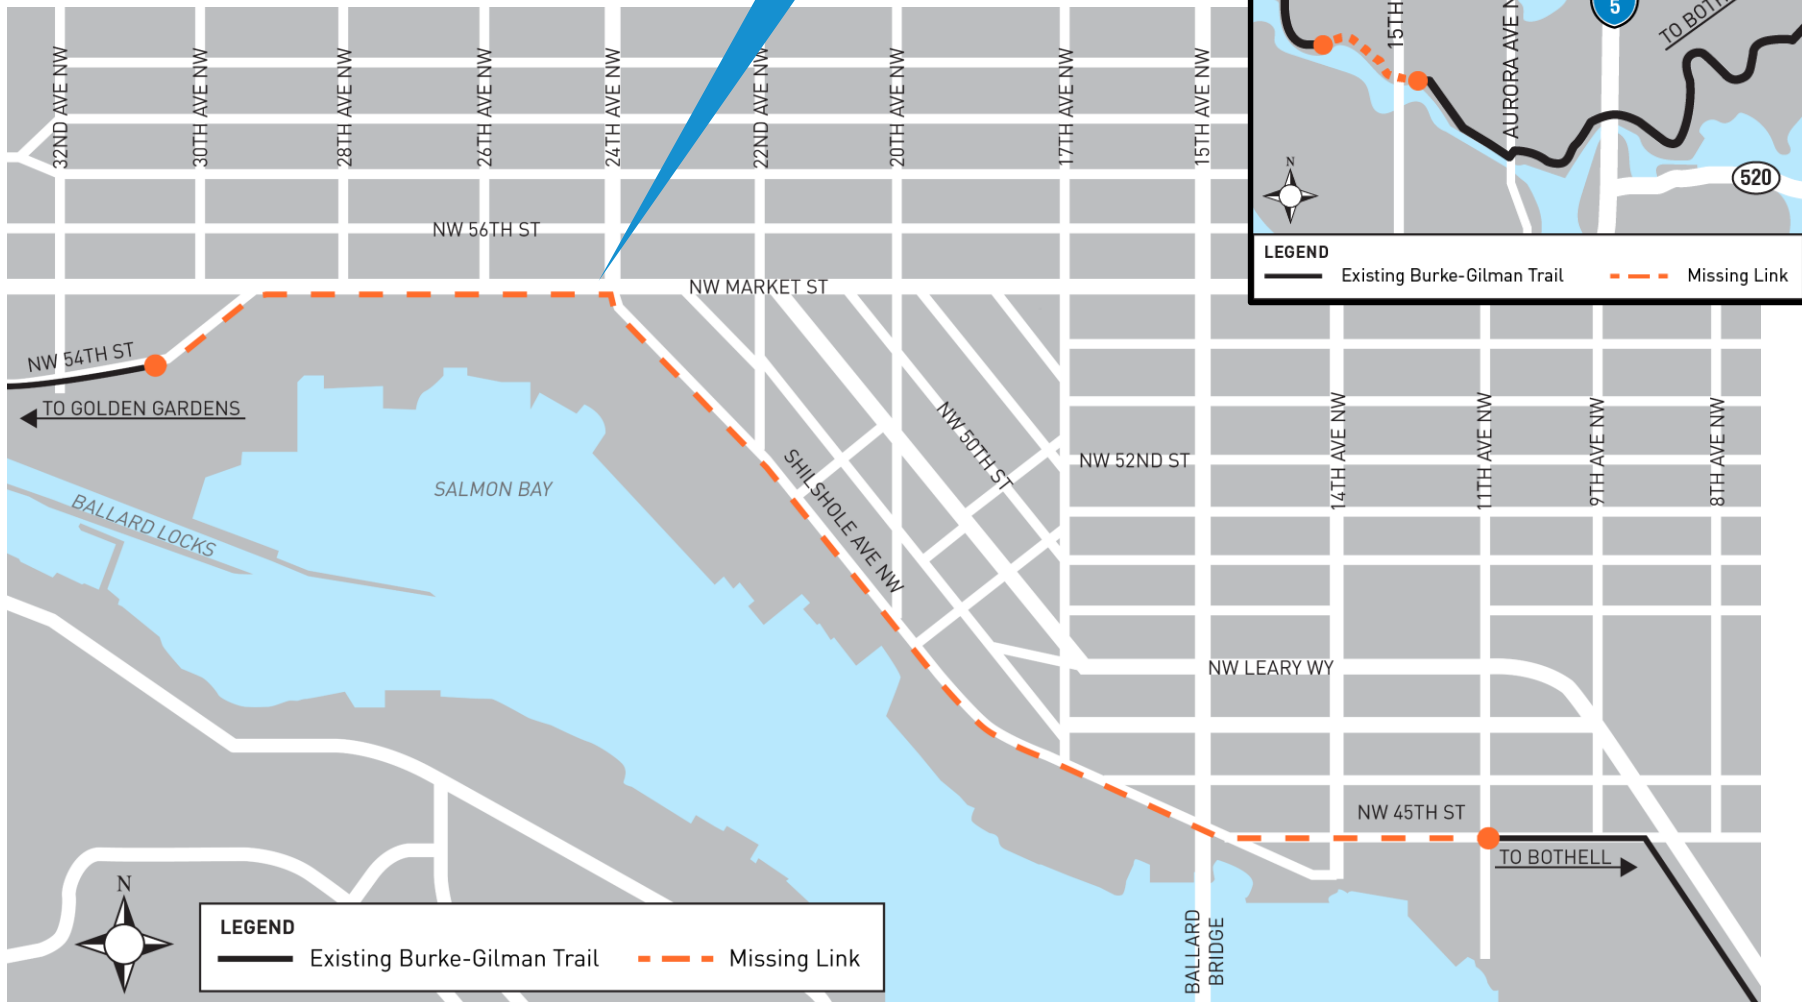 32ND AVE NW
30TH AVE NW
28TH AVE NW
26TH AVE NW
24TH AVE NW
22ND AVE NW
20TH AVE NW
17TH AVE NW
15TH AVE NW
15TH
AURORA AVE N
5
TO BOTH
520
N
LEGEND
Existing Burke-Gilman Trail
Missing Link
NW 56TH ST
NW MARKET ST
NW 54TH ST
TO GOLDEN GARDENS
SALMON BAY
BALLARD LOCKS
SHILSHOLE AVE NW
NW 50TH ST
NW 52ND ST
14TH AVE NW
11TH AVE NW
9TH AVE NW
8TH AVE NW
NW LEARY WY
NW 45TH ST
TO BOTHELL
BALLARD
BRIDGE
N
LEGEND
Existing Burke-Gilman Trail
Missing Link